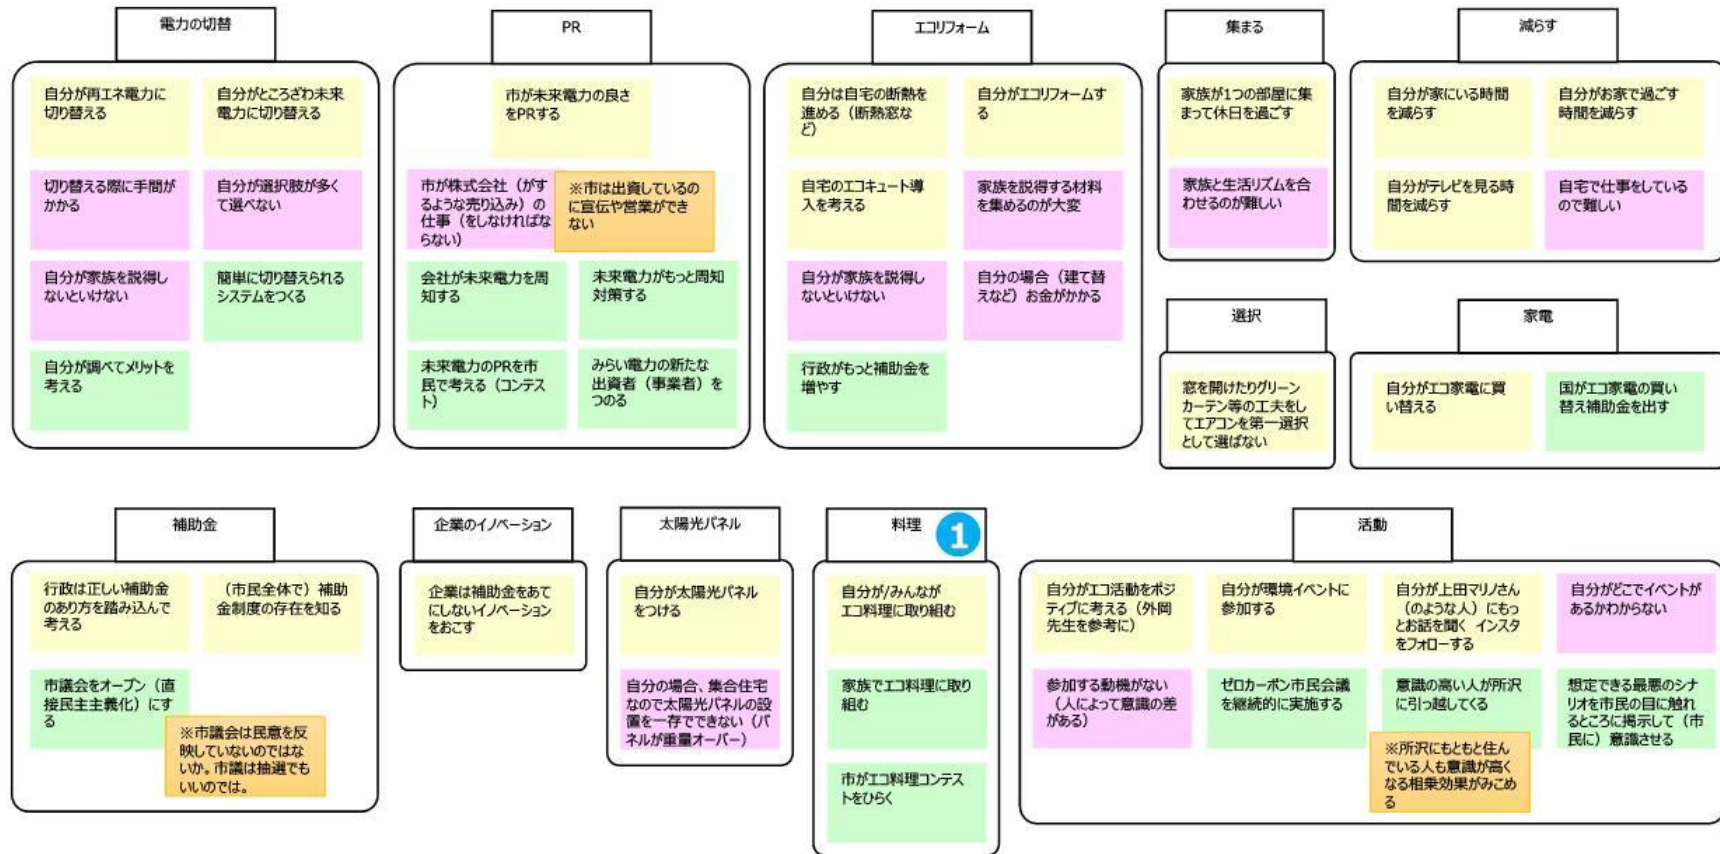 電力の切替
自分が再エネ電力に
切り替える
自分がところざわ未来
電力に切り替える
切り替える際に手間が
かかる
自分が選択肢が多く
て選べない
自分が家族を説得し
ないといけない
簡単に切り替えられる
システムをつくる
自分が調べてメリットを
考える
PR
市が未来電力の良さ
をPRする
市が株式会社（がす
るような売り込み）の
仕事（をしなければな
らない）
※市は出資しているの
に宣伝や営業ができ
ない
会社が未来電力を周
知する
未来電力がもっと周知
対策する
未来電力のPRを市
民で考える（コンテス
ト）
みらい電力の新たな
出資者（事業者）を
つのる
エコリフォーム
自分は自宅の断熱を
進める（断熱窓な
ど）
自分がエコリフォームす
る
自宅のエコキュート導
入を考える
家族を説得する材料
を集めるのが大変
自分が家族を説得し
ないといけない
自分の場合（建て替
えなど）お金がかかる
行政がもっと補助金を
増やす
集まる
家族が1つの部屋に集
まって休日を過ごす
家族と生活リズムを合
わせるのが難しい
減らす
自分が家にいる時間
を減らす
自分がお家で過ごす
時間を減らす
自分がテレビを見る時
間を減らす
自宅で仕事をしている
ので難しい
選択
窓を開けたりグリーン
カーテン等の工夫をし
てエアコンを第一選択
として選ばない
家電
自分がエコ家電に買
い替える
国がエコ家電の買い
替え補助金を出す
補助金
行政は正しい補助金
のあり方を踏み込んで
考える
（市民全体で）補助
金制度の存在を知る
市議会をオープン（直
接民主主義化）にす
る
※市議会は民意を反
映していないのではな
いか。市議は抽選でも
いいのでは。
企業のイノベーション
企業は補助金をあて
にしないイノベーション
をおこす
太陽光パネル
自分が太陽光パネル
をつける
自分の場合、集合住宅
なので太陽光パネルの設
置を一存でできない（パ
ネルが重量オーバー）
料理
1
自分が/みんなが
エコ料理に取り組む
家族でエコ料理に取り
組む
市がエコ料理コンテス
トをひらく
活動
自分がエコ活動をポジ
ティブに考える（外岡
先生を参考に）
自分が環境イベントに
参加する
自分が上田マリノさん
（のような人）にもっ
とお話を聞く インスタ
をフォローする
自分がどこでイベントが
あるかわからない
参加する動機がない
（人によって意識の差
がある）
ゼロカーボン市民会議
を継続的に実施する
意識の高い人が所沢
に引っ越してくる
※所沢にもともと住ん
でいる人も意識が高く
なる相乗効果がみこめ
る
想定できる最悪のシナ
リオを市民の目に触れ
るところに掲示して（市
民に）意識させる